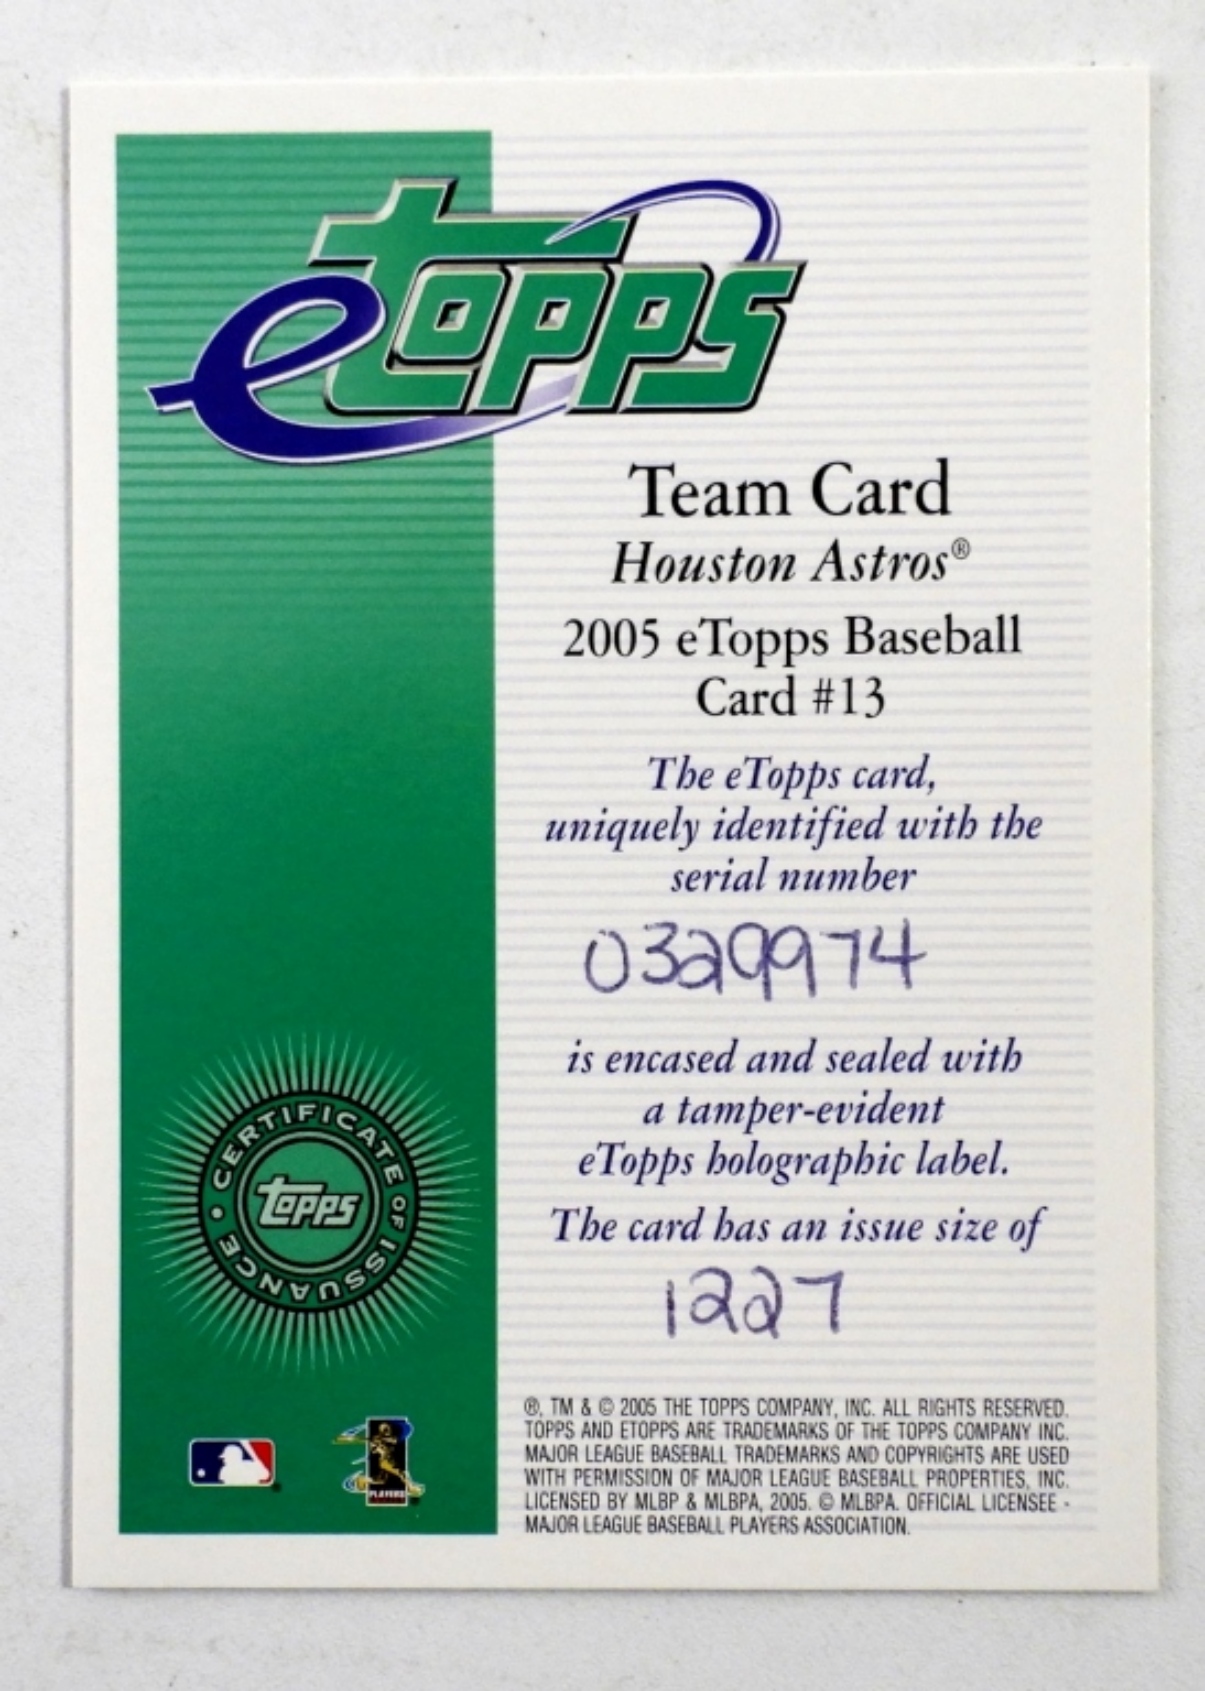 eTopps
Team Card
Houston Astros®
2005 eTopps Baseball
Card #13
The eTopps card,
uniquely identified with the
serial number
0329974
is encased and sealed with
a tamper-evident
eTopps holographic label.
The card has an issue size of
1227
CERTIFICATE OF ISSUANCE •
Topps
PLAYERS
®, TM & © 2005 THE TOPPS COMPANY, INC. ALL RIGHTS RESERVED.
TOPPS AND ETOPPS ARE TRADEMARKS OF THE TOPPS COMPANY INC.
MAJOR LEAGUE BASEBALL TRADEMARKS AND COPYRIGHTS ARE USED
WITH PERMISSION OF MAJOR LEAGUE BASEBALL PROPERTIES, INC.
LICENSED BY MLBP & MLBPA, 2005. © MLBPA. OFFICIAL LICENSEE -
MAJOR LEAGUE BASEBALL PLAYERS ASSOCIATION.